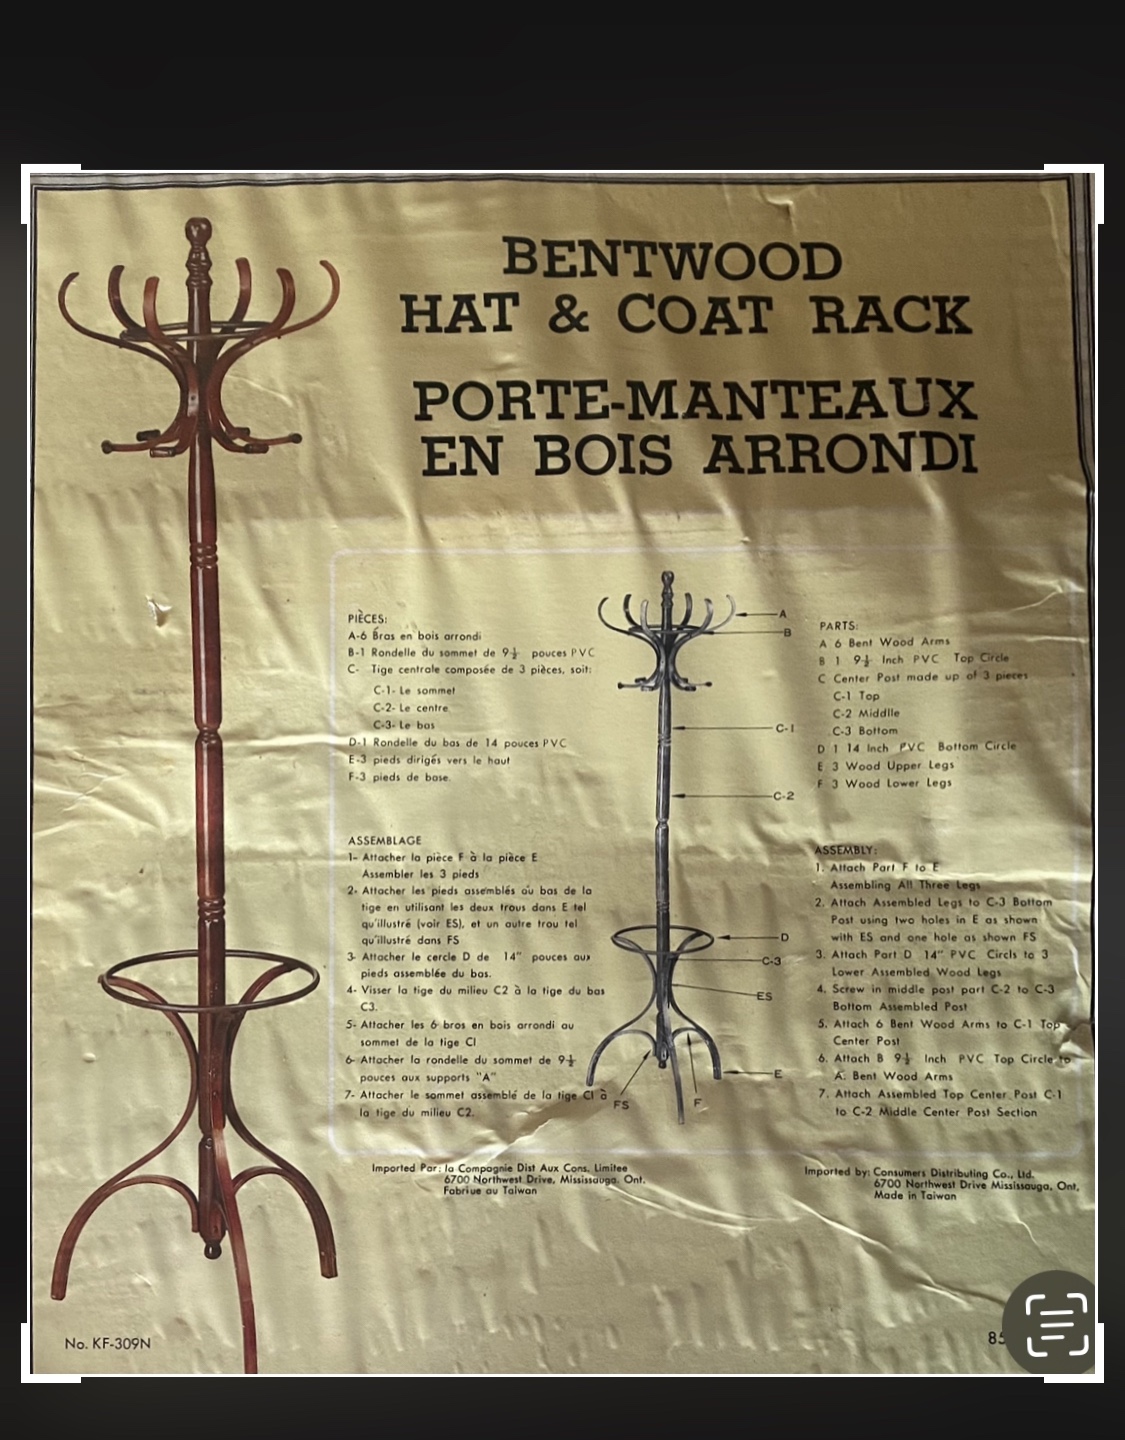 BENTWOOD
HAT & COAT RACK
PORTE-MANTEAUX
EN BOIS ARRONDI
PIÈCES:
A-6 Bras en bois arrondi
B-1 Rondelle du sommet de 9½ pouces PVC
C- Tige centrale composée de 3 pièces, soit:
C-1- Le sommet
C-2- Le centre
C-3- Le bas
D-1 Rondelle du bas de 14 pouces PVC
E-3 pieds dirigés vers le haut
F-3 pieds de base.
ASSEMBLAGE
1- Attacher la pièce F à la pièce E
Assembler les 3 pieds
2- Attacher les pieds assemblés au bas de la
tige en utilisant les deux trous dans E tel
qu'illustré (voir ES), et un autre trou tel
qu'illustré dans FS
3- Attacher le cercle D de 14" pouces aux
pieds assemblée du bas.
4- Visser la tige du milieu C2 à la tige du bas
C3.
5- Attacher les 6 bros en bois arrondi au
sommet de la tige CI
6- Attacher la rondelle du sommet de 9½
pouces aux supports "A"
7- Attacher le sommet assemblé de la tige CI à
la tige du milieu C2.
A
B
C-1
C-2
D
C-3
ES
E
FS
F
PARTS:
A 6 Bent Wood Arms
B 1 9½ Inch PVC Top Circle
C Center Post made up of 3 pieces
C-1 Top
C-2 Middlle
C-3 Bottom
D 1 14 Inch PVC Bottom Circle
E 3 Wood Upper Legs
F 3 Wood Lower Legs
ASSEMBLY:
1. Attach Part F to E
Assembling All Three Legs
2. Attach Assembled Legs to C-3 Bottom
Post using two holes in E as shown
with ES and one hole as shown FS
3. Attach Part D 14" PVC Circls to 3
Lower Assembled Wood Legs
4. Screw in middle post part C-2 to C-3
Bottom Assembled Post
5. Attach 6 Bent Wood Arms to C-1 Top
Center Post
6. Attach B 9½ Inch PVC Top Circle to
A. Bent Wood Arms
7. Attach Assembled Top Center Post C-1
to C-2 Middle Center Post Section
Imported Par: la Compagnie Dist Aux Cons, Limitee
6700 Northwest Drive, Mississauga. Ont.
Fabriue au Taiwan
Imported by: Consumers Distributing Co., Ltd.
6700 Northwest Drive Mississauga, Ont.
Made in Taiwan
No. KF-309N